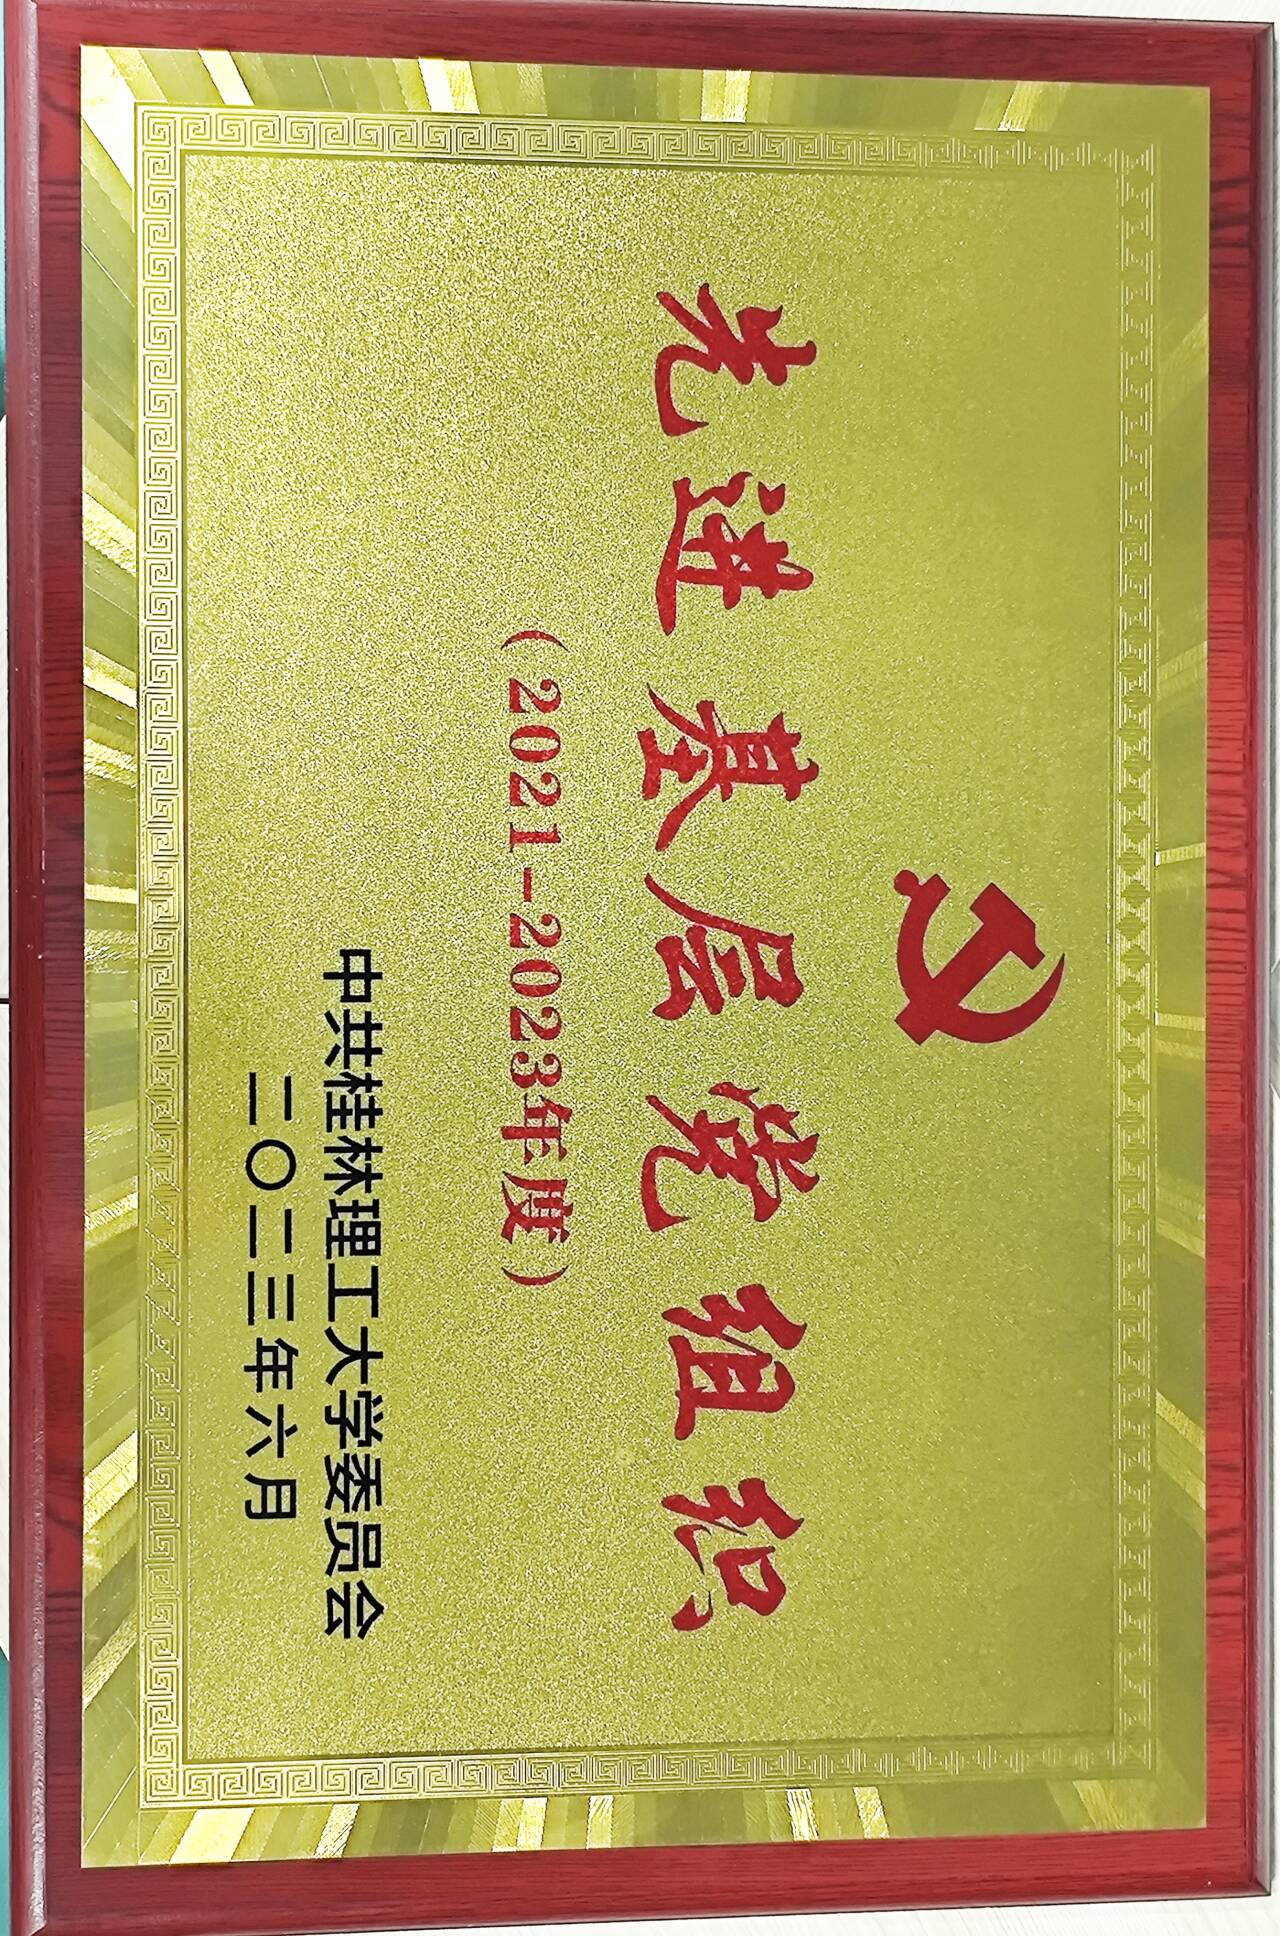 先进基层党组织
（2021-2023年度）
中共桂林理工大学委员会
二〇二三年六月